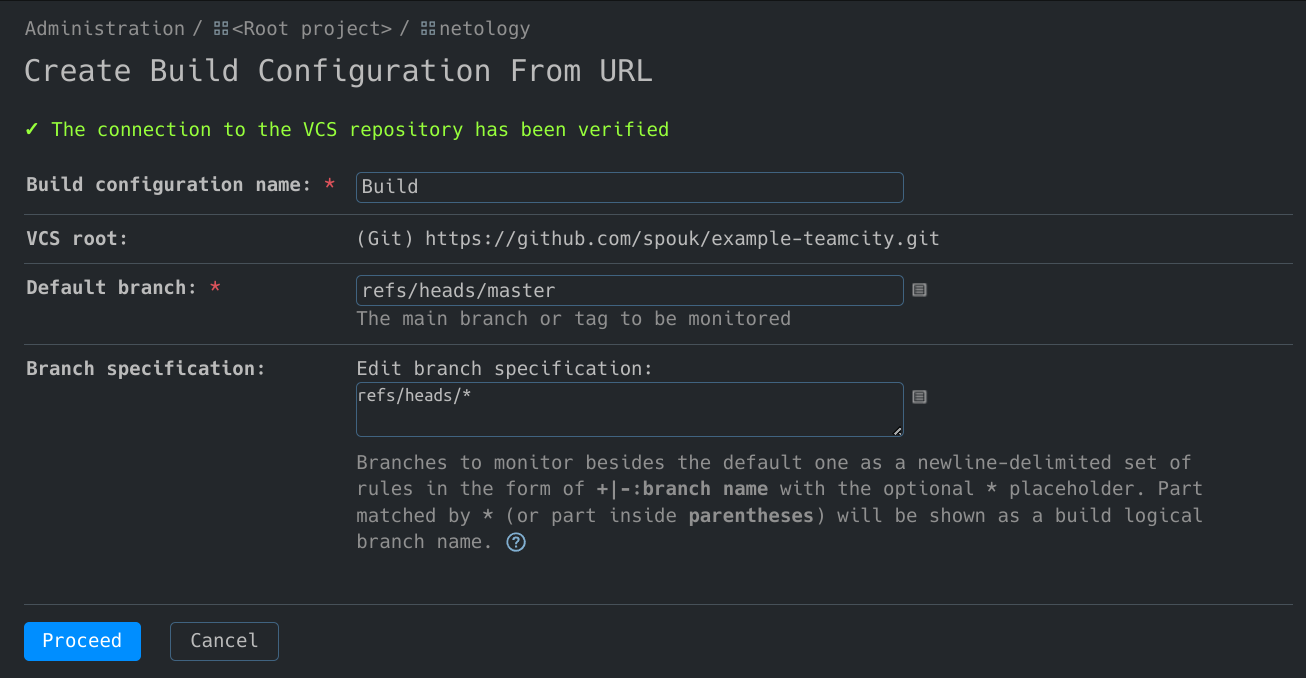 Administration / <Root project> / netology
Create Build Configuration From URL
✓ The connection to the VCS repository has been verified
Build configuration name: * Build
VCS root: (Git) https://github.com/spouk/example-teamcity.git
Default branch: * refs/heads/master
The main branch or tag to be monitored
Branch specification: Edit branch specification:
refs/heads/*
Branches to monitor besides the default one as a newline-delimited set of
rules in the form of +|-:branch name with the optional * placeholder. Part
matched by * (or part inside parentheses) will be shown as a build logical
branch name. ?
Proceed Cancel